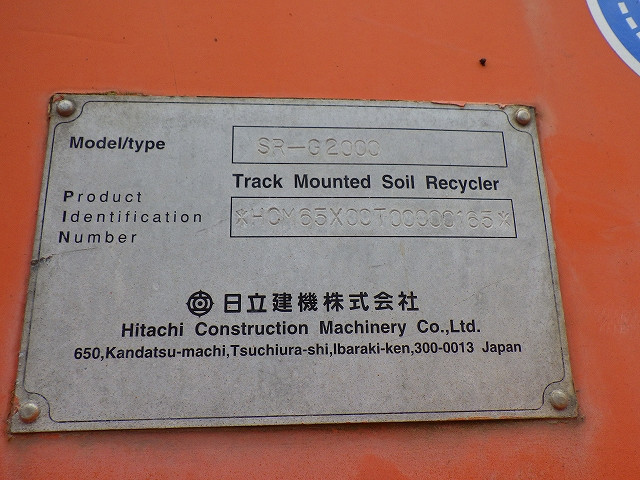 Model/type SR-G2000
Track Mounted Soil Recycler
Product
Identification
Number
*HCM65X00T00900165*
日立建機株式会社
Hitachi Construction Machinery Co.,Ltd.
650,Kandatsu-machi,Tsuchiura-shi,Ibaraki-ken,300-0013 Japan